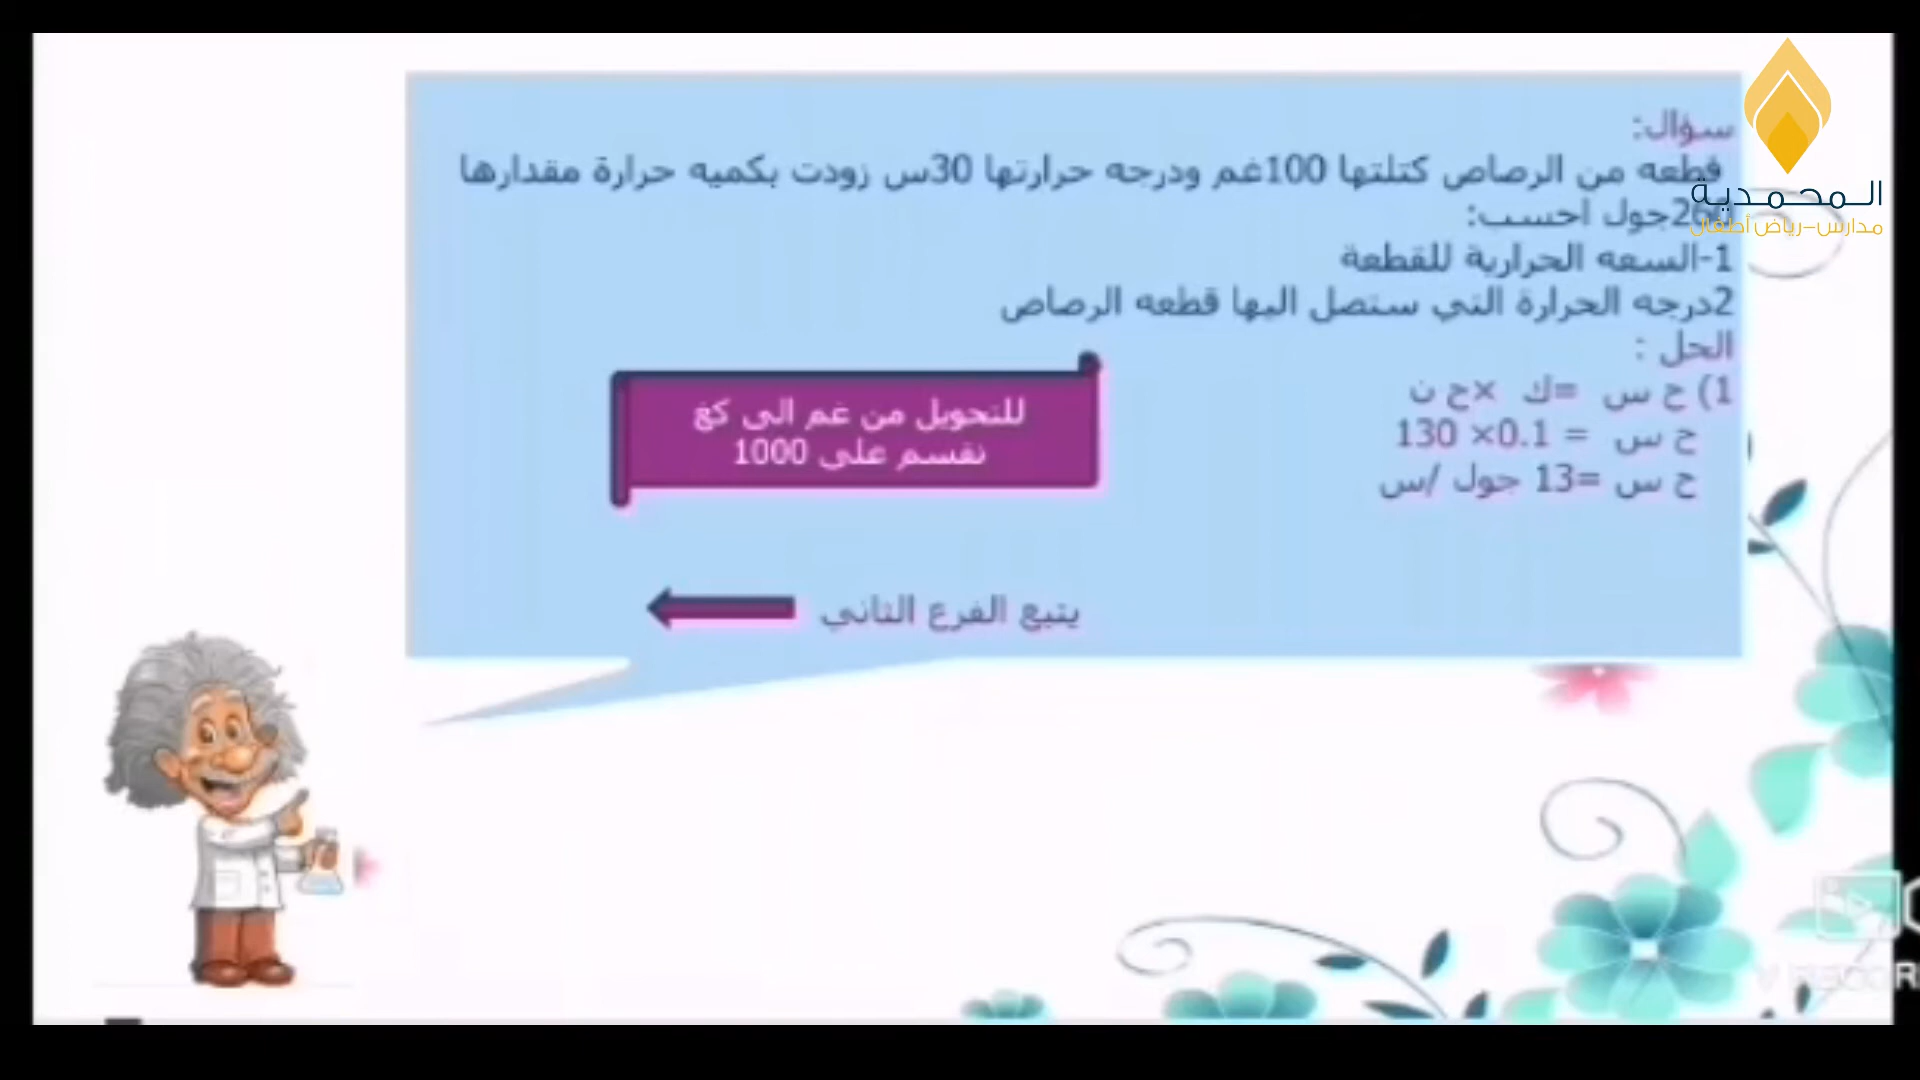 سؤال:
قطعه من الرصاص كتلتها 100غم ودرجه حرارتها 30س زودت بكميه حرارة مقدارها
جول احسب:
1-السعه الحرارية للقطعة
2درجه الحرارة التي ستصل اليها قطعه الرصاص
الحل :
1) ح س =ك ×ح ن
ح س = 0.1× 130
ح س =13 جول /س
للتحويل من غم الى كغ
نقسم على 1000
يتبع الفرع الثاني
المحمدية
مدارس-رياض أطفال